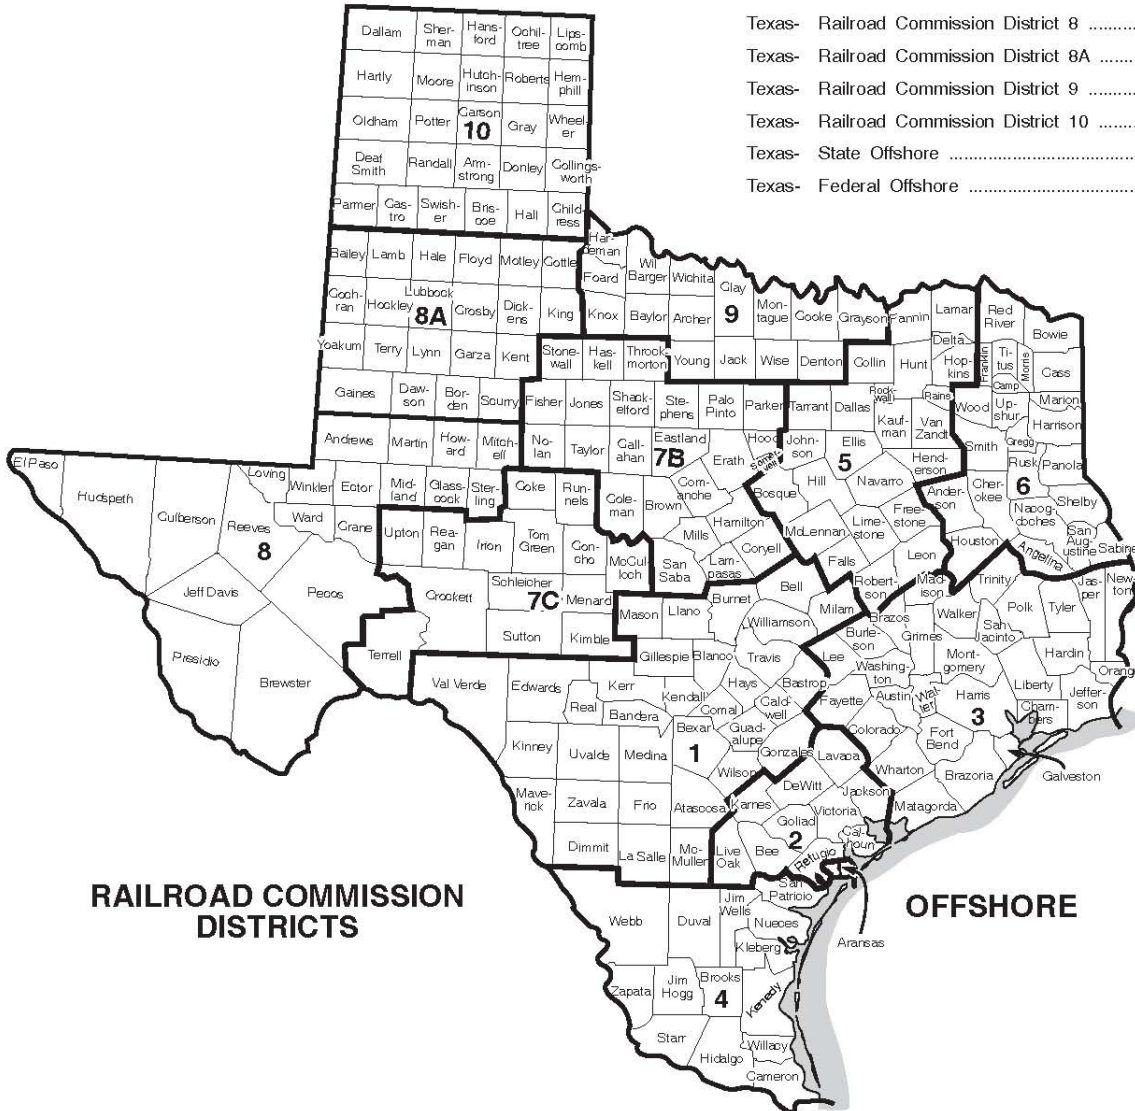 Texas- Railroad Commission District 8 ..........
Texas- Railroad Commission District 8A ........
Texas- Railroad Commission District 9 ..........
Texas- Railroad Commission District 10 ........
Texas- State Offshore ..................................
Texas- Federal Offshore ..............................
Dallam
Sher-
man
Hans-
ford
Ochil-
tree
Lips-
comb
Hartly
Moore
Hutch-
inson
Roberts
Hem-
phill
Oldham
Potter
Carson
10
Gray
Wheel-
er
Deaf
Smith
Randall
Arm-
strong
Donley
Collings-
worth
Parmer
Cas-
tro
Swish-
er
Bris-
coe
Hall
Child-
ress
Bailey
Lamb
Hale
Floyd
Motley
Cottle
Coch-
ran
Hockley
Lubbock
8A
Crosby
Dick-
ens
King
Yoakum
Terry
Lynn
Garza
Kent
Gaines
Daw-
son
Bor-
den
Scurry
Har-
deman
Foard
Wil
Barger
Wichita
Clay
9
Mon-
tague
Cooke
Grayson
Knox
Baylor
Archer
Young
Jack
Wise
Denton
Stone-
wall
Has-
kell
Throck-
morton
Fisher
Jones
Shack-
elford
Ste-
phens
Palo
Pinto
Parker
No-
lan
Taylor
Cal-
lahan
Eastland
7B
Hood
Somer-
vell
Erath
Com-
anche
Cole-
man
Brown
Mills
Hamilton
San
Saba
Lam-
pasas
Coryell
Fannin
Lamar
Delta
Collin
Hunt
Hop-
kins
Tarrant
Dallas
Rock-
wall
Rains
Kauf-
man
Van
Zandt
John-
son
Ellis
5
Hender-
derson
Hill
Navarro
Bosque
McLennan
Lime-
stone
Free-
stone
Falls
Leon
Robert-
son
Red
River
Bowie
Franklin
Ti-
tus
Morris
Cass
Camp
Marion
Wood
Up-
shur
Harrison
Smith
Gregg
Rusk
Panola
6
Ander-
son
Cher-
okee
Nacog-
doches
Shelby
San
Augustine
Sabine
Houston
Angelina
Andrews
Martin
How-
ard
Mitch-
ell
El Paso
Hudspeth
Culberson
Loving
Winkler
Ector
Mid-
land
Glass-
cock
Ster-
ling
Reeves
8
Ward
Crane
Jeff Davis
Pecos
Presidio
Brewster
Terrell
Coke
Run-
nels
Upton
Rea-
gan
Irion
Tom
Green
Con-
cho
McCul-
loch
Crockett
Schleicher
7C
Menard
Sutton
Kimble
Mason
Llano
Burnet
Bell
Milam
Williamson
Gillespie
Blanco
Travis
Val Verde
Edwards
Kerr
Kendall
Hays
Bastrop
Real
Bandera
Comal
Cald-
well
Bexar
1
Guad-
alupe
Gonzales
Kinney
Uvalde
Medina
Wilson
Mave-
rick
Zavala
Frio
Atascosa
Dimmit
La Salle
Mc-
Mullen
Mad-
ison
Trinity
Jas-
per
New-
ton
Brazos
Walker
Polk
Tyler
San
Jacinto
Burle-
son
Grimes
Lee
Washing-
ton
Mont-
gomery
Hardin
Orange
Liberty
Jeffer-
son
Fayette
Austin
Wal-
ler
Harris
3
Cham-
bers
Colorado
Fort
Bend
Galveston
Wharton
Brazoria
Matagorda
Lavaca
DeWitt
Jackson
Karnes
Goliad
2
Victoria
Cal-
houn
Live
Oak
Bee
Refugio
Aransas
San
Patricio
Webb
Duval
Jim
Wells
Nueces
Kleberg
Zapata
Jim
Hogg
Brooks
4
Kenedy
Starr
Hidalgo
Willacy
Cameron
RAILROAD COMMISSION
DISTRICTS
OFFSHORE